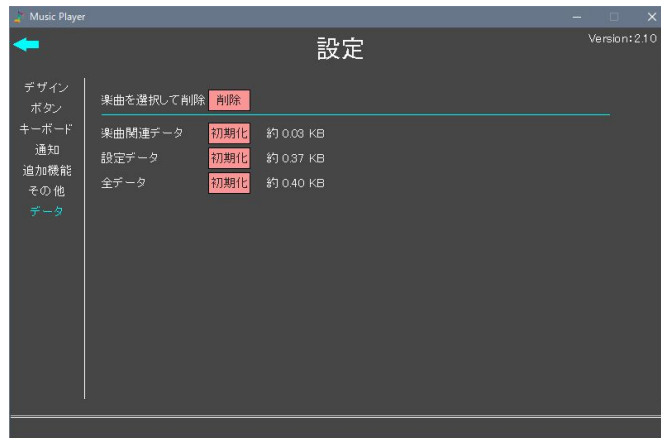 Music Player
設定
Version:2.10
デザイン
ボタン
キーボード
通知
追加機能
その他
データ
楽曲を選択して削除 削除
楽曲関連データ 初期化 約 0.03 KB
設定データ 初期化 約 0.37 KB
全データ 初期化 約 0.40 KB